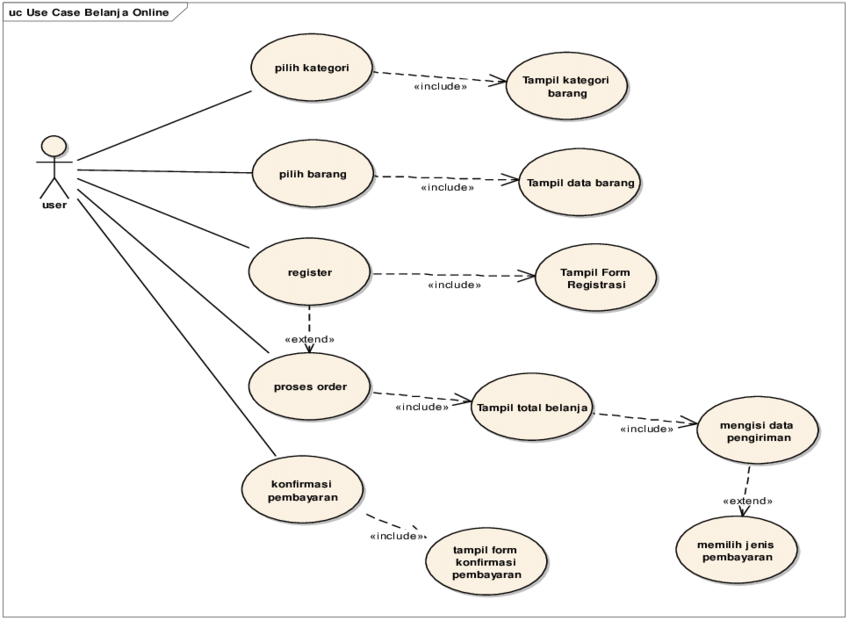 uc Use Case Belanja Online
pilih kategori
«include»
Tampil kategori
barang
pilih barang
«include»
Tampil data barang
user
register
«include»
Tampil Form
Registrasi
«extend»
proses order
«include»
Tampil total belanja
«include»
mengisi data
pengiriman
konfirmasi
pembayaran
«extend»
«include»
tampil form
konfirmasi
pembayaran
memilih jenis
pembayaran